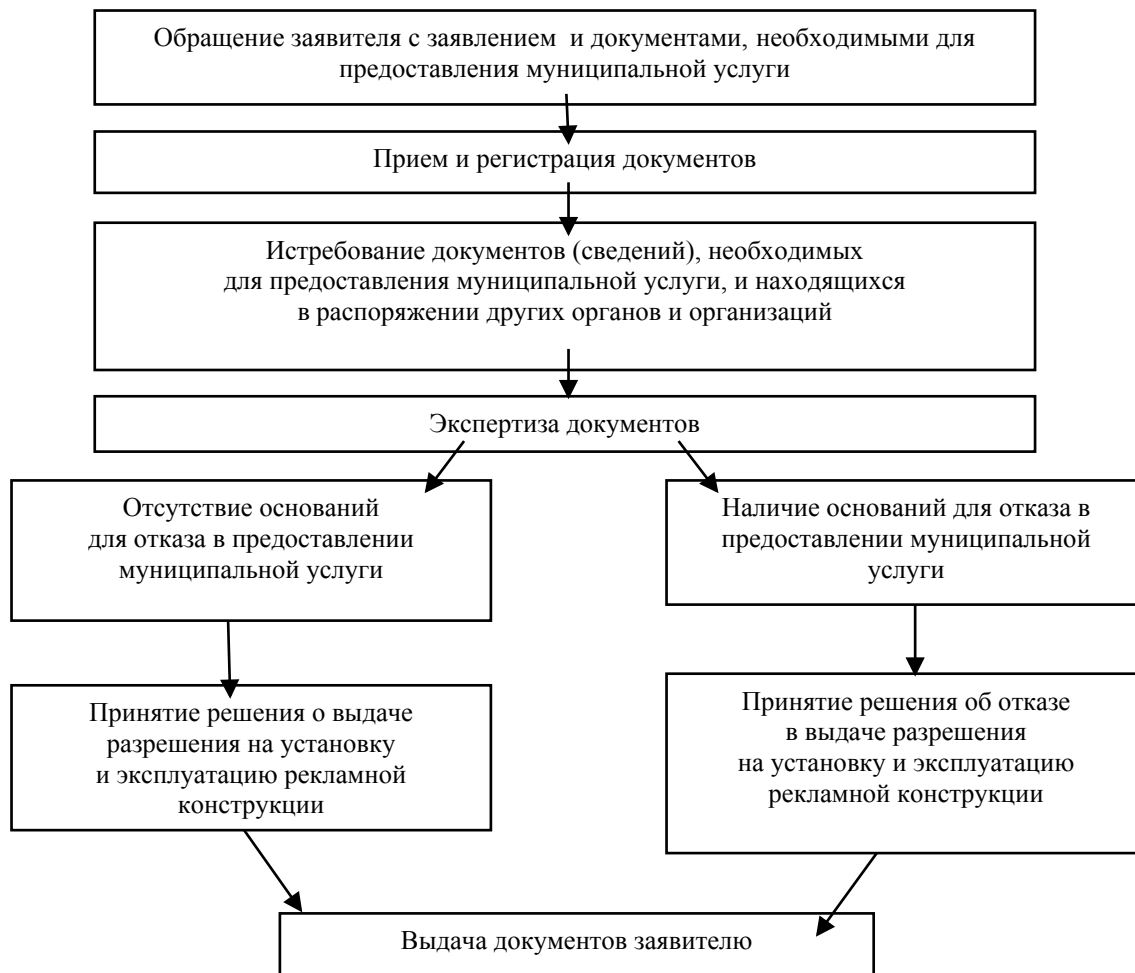 Обращение заявителя с заявлением и документами, необходимыми для
предоставления муниципальной услуги
Прием и регистрация документов
Истребование документов (сведений), необходимых
для предоставления муниципальной услуги, и находящихся
в распоряжении других органов и организаций
Экспертиза документов
Отсутствие оснований
для отказа в предоставлении
муниципальной услуги
Наличие оснований для отказа в
предоставлении муниципальной
услуги
Принятие решения о выдаче
разрешения на установку
и эксплуатацию рекламной
конструкции
Принятие решения об отказе
в выдаче разрешения
на установку и эксплуатацию
рекламной конструкции
Выдача документов заявителю